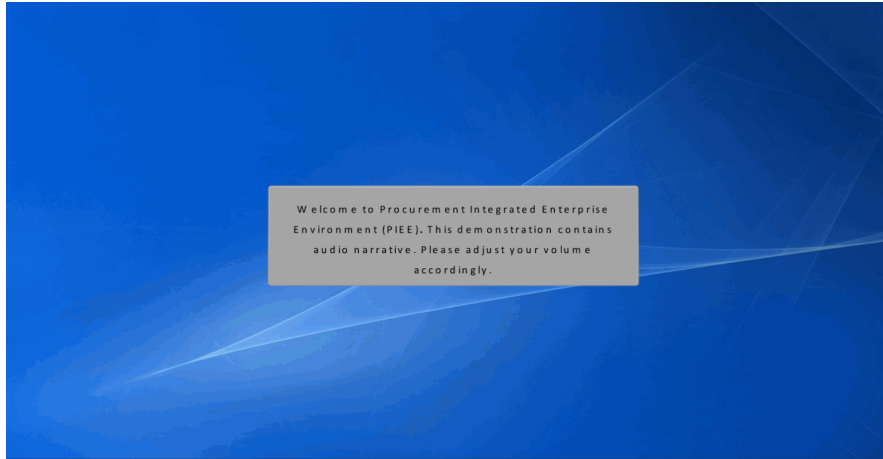 Welcome to Procurement Integrated Enterprise
Environment (PIEE). This demonstration contains
audio narrative. Please adjust your volume
accordingly.